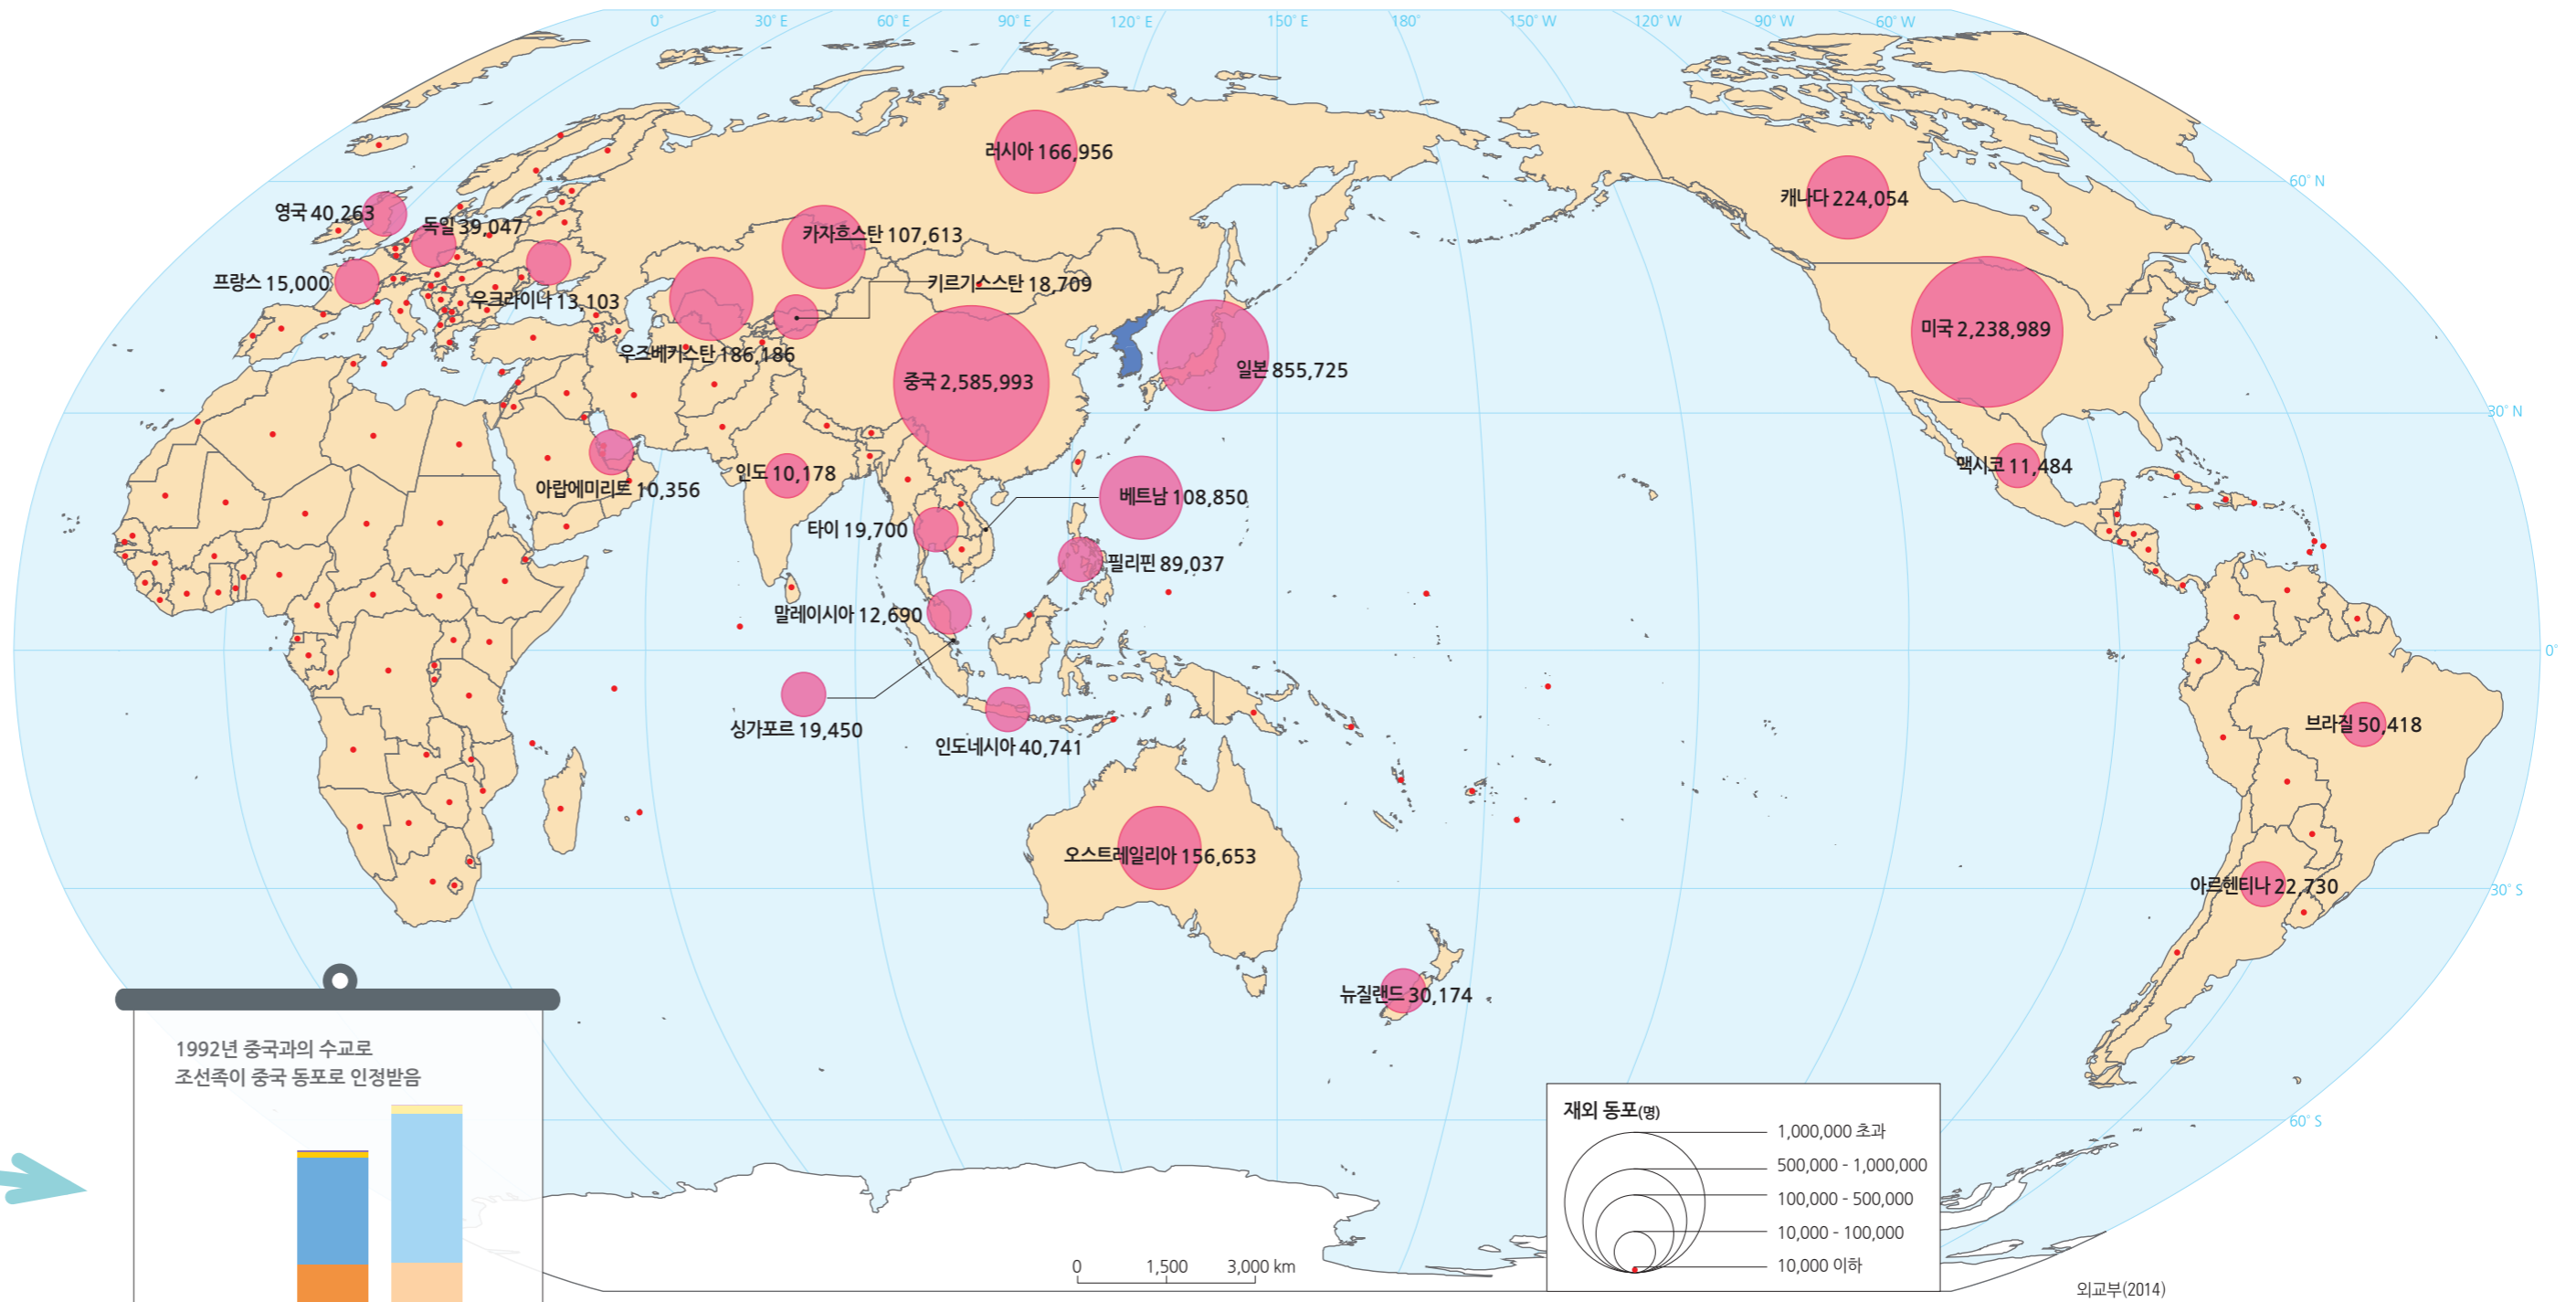 0°
30° E
60° E
90° E
120° E
150° E
180°
150° W
120° W
90° W
60° W
60° N
30° N
0°
30° S
60° S
러시아 166,956
캐나다 224,054
영국 40,263
독일 39,047
카자흐스탄 107,613
프랑스 15,000
키르기스스탄 18,709
우크라이나 13,103
미국 2,238,989
우즈베키스탄 186,186
일본 855,725
중국 2,585,993
맥시코 11,484
인도 10,178
아랍에미리트 10,356
베트남 108,850
타이 19,700
필리핀 89,037
말레이시아 12,690
싱가포르 19,450
인도네시아 40,741
브라질 50,418
오스트레일리아 156,653
아르헨티나 22,730
뉴질랜드 30,174
1992년 중국과의 수교로
조선족이 중국 동포로 인정받음
재외 동포(명)
1,000,000 초과
500,000 - 1,000,000
100,000 - 500,000
10,000 - 100,000
10,000 이하
0 1,500 3,000 km
외교부(2014)